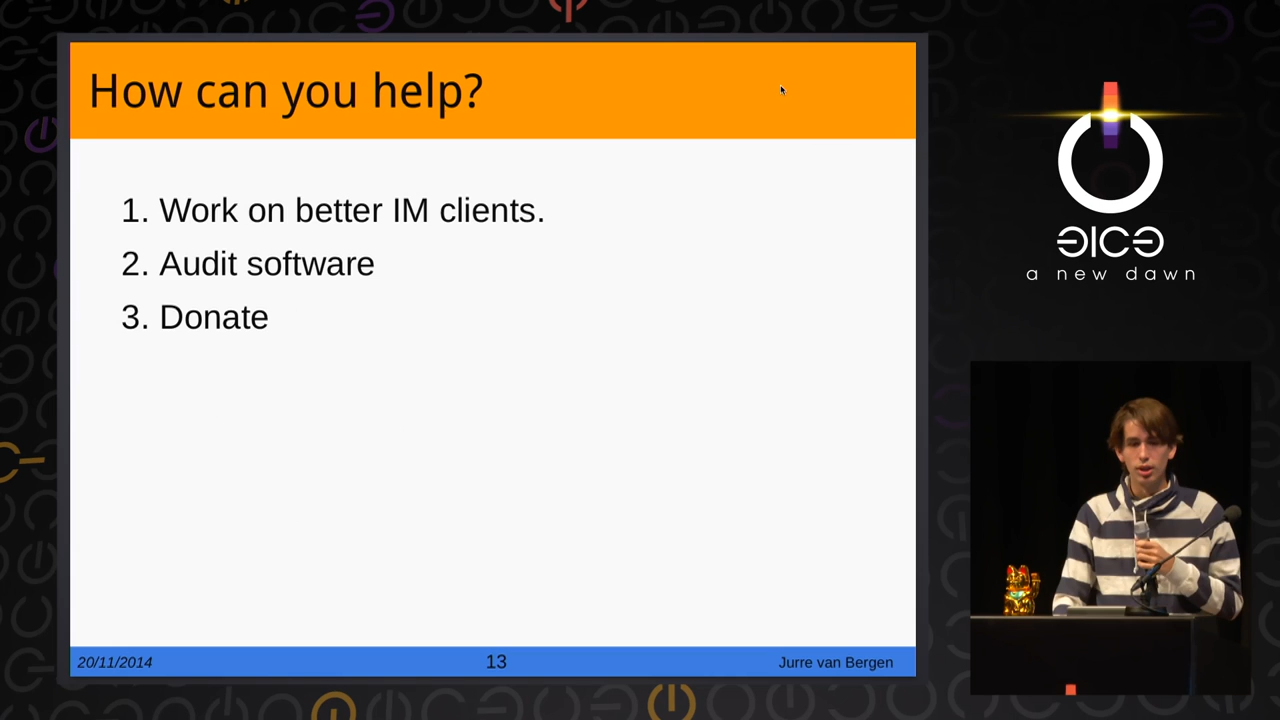 How can you help?
1. Work on better IM clients.
2. Audit software
3. Donate
20/11/2014
13
Jurre van Bergen
a new dawn